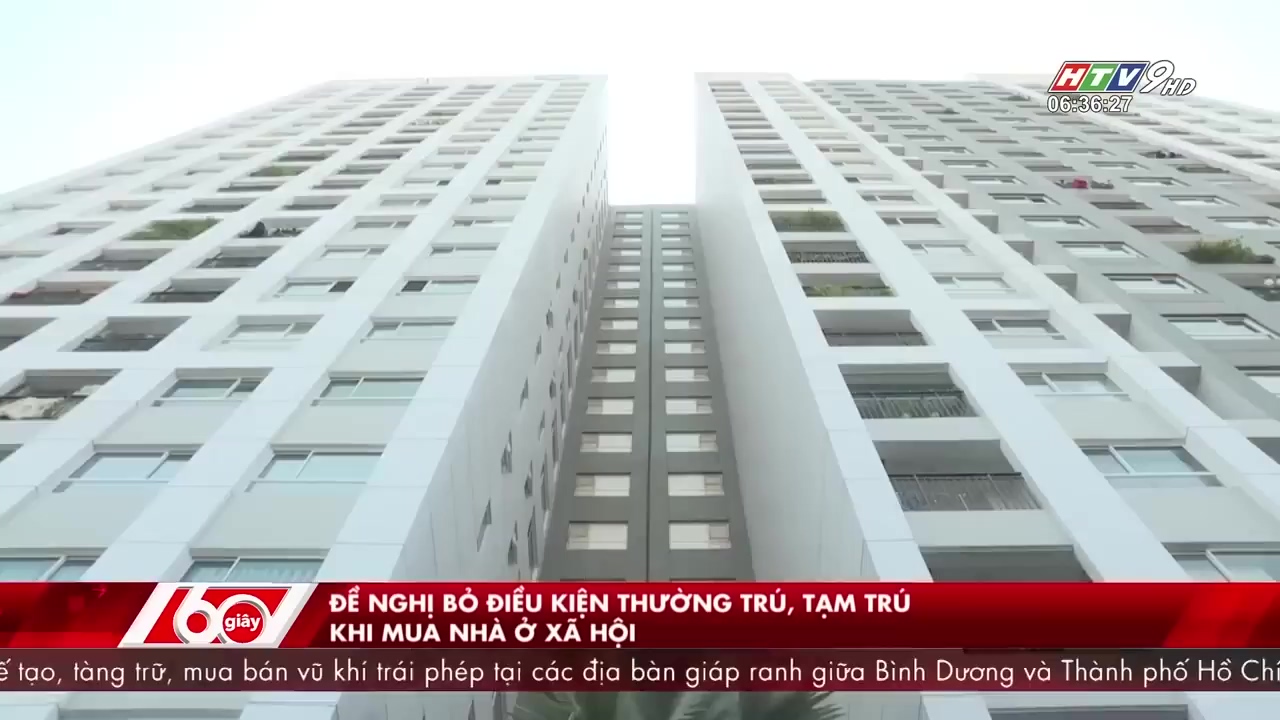 HTV9HD
06:36:27
60 giây
ĐỀ NGHỊ BỎ ĐIỀU KIỆN THƯỜNG TRÚ, TẠM TRÚ
KHI MUA NHÀ Ở XÃ HỘI
ế tạo, tàng trữ, mua bán vũ khí trái phép tại các địa bàn giáp ranh giữa Bình Dương và Thành phố Hồ Chí